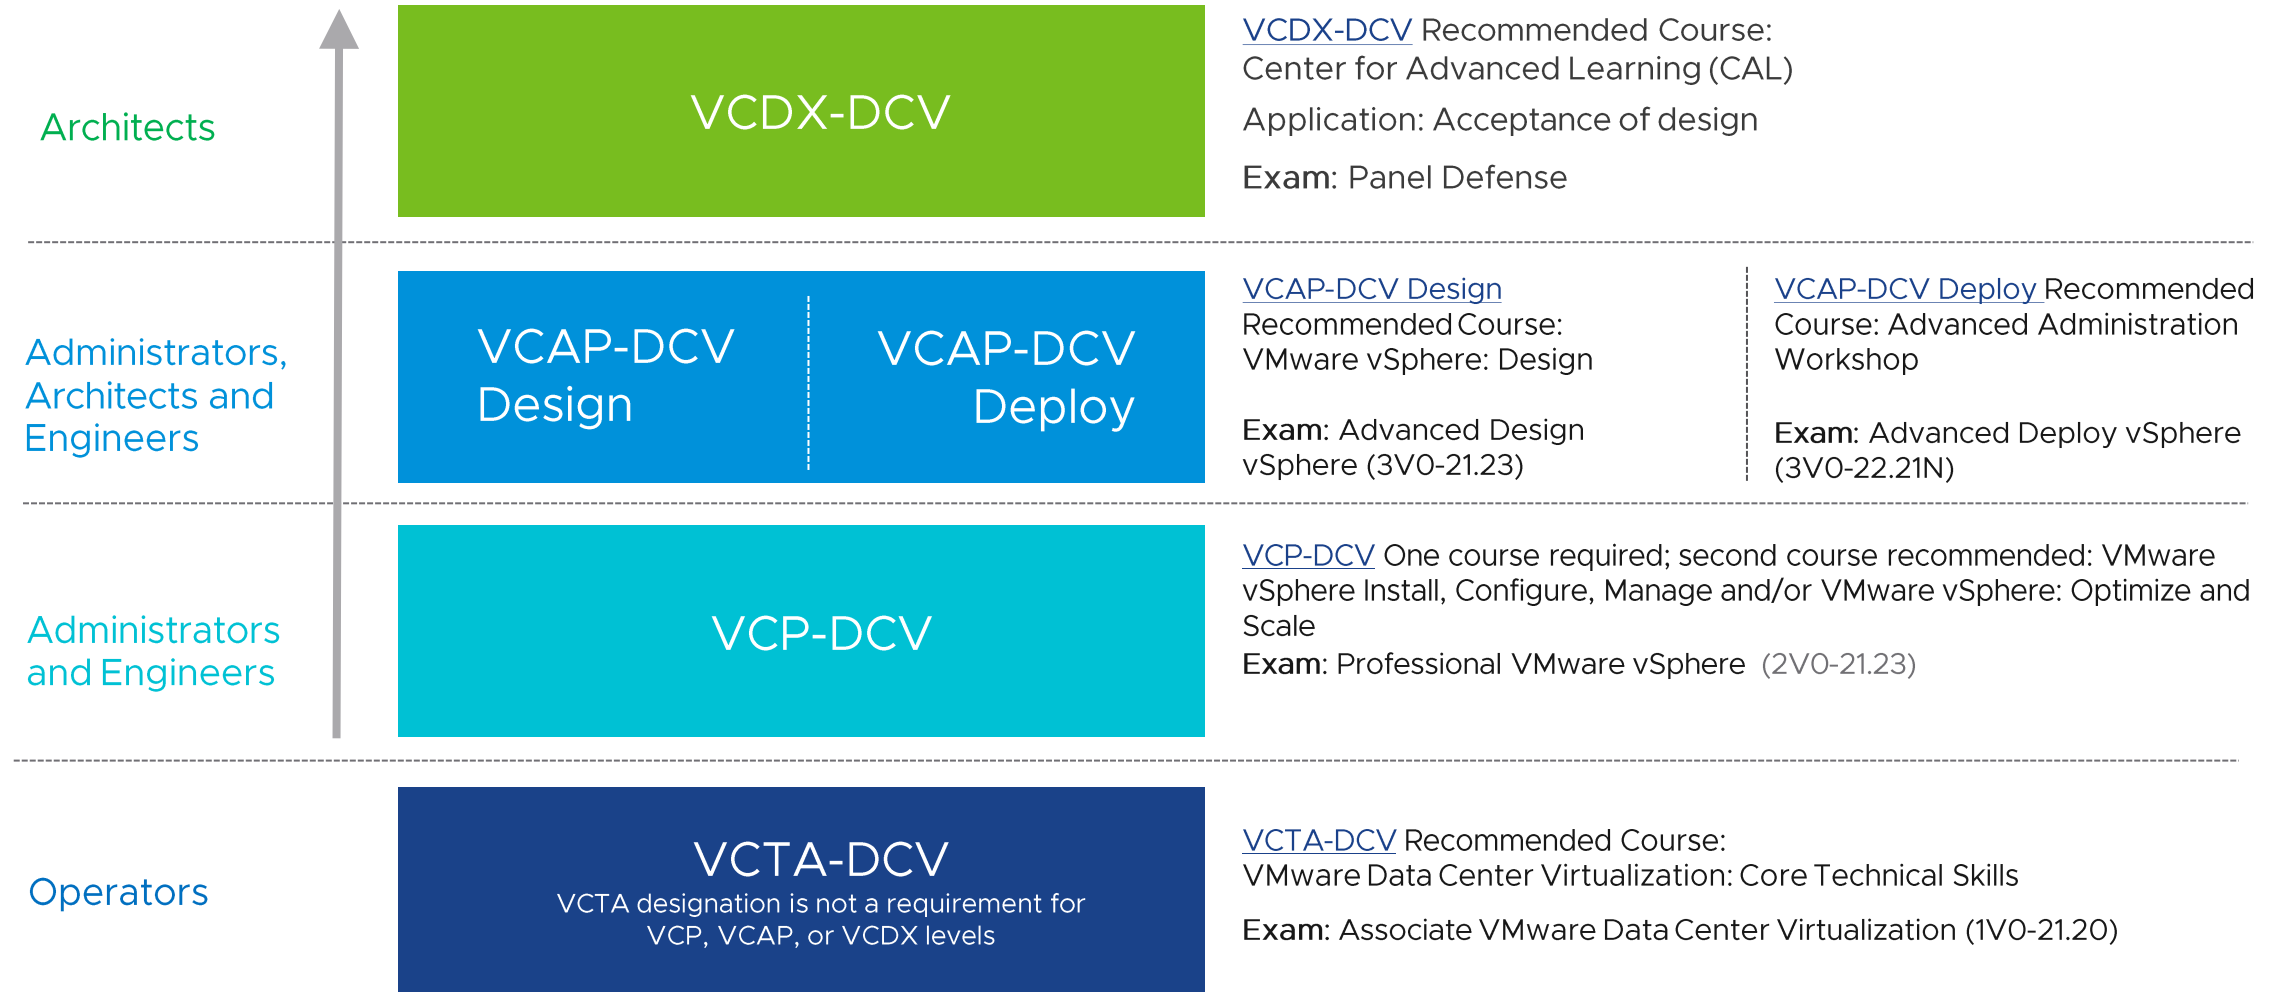 Architects
VCDX-DCV
VCDX-DCV Recommended Course:
Center for Advanced Learning (CAL)
Application: Acceptance of design
Exam: Panel Defense
Administrators,
Architects and
Engineers
VCAP-DCV
Design
VCAP-DCV
Deploy
VCAP-DCV Design
Recommended Course:
VMware vSphere: Design
Exam: Advanced Design
vSphere (3V0-21.23)
VCAP-DCV Deploy Recommended
Course: Advanced Administration
Workshop
Exam: Advanced Deploy vSphere
(3V0-22.21N)
Administrators
and Engineers
VCP-DCV
VCP-DCV One course required; second course recommended: VMware
vSphere Install, Configure, Manage and/or VMware vSphere: Optimize and
Scale
Exam: Professional VMware vSphere (2V0-21.23)
Operators
VCTA-DCV
VCTA designation is not a requirement for
VCP, VCAP, or VCDX levels
VCTA-DCV Recommended Course:
VMware Data Center Virtualization: Core Technical Skills
Exam: Associate VMware Data Center Virtualization (1V0-21.20)